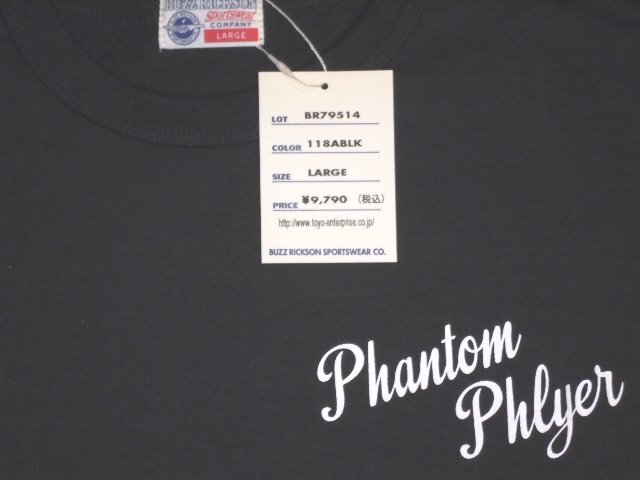 BUZZ RICKSON
Sportswear
COMPANY
LARGE
LOT BR79514
COLOR 118ABLK
SIZE LARGE
PRICE ¥9,790 (税込)
http://www.toyo-enterprise.co.jp/
BUZZ RICKSON SPORTSWEAR CO.
Phantom
Phlyer